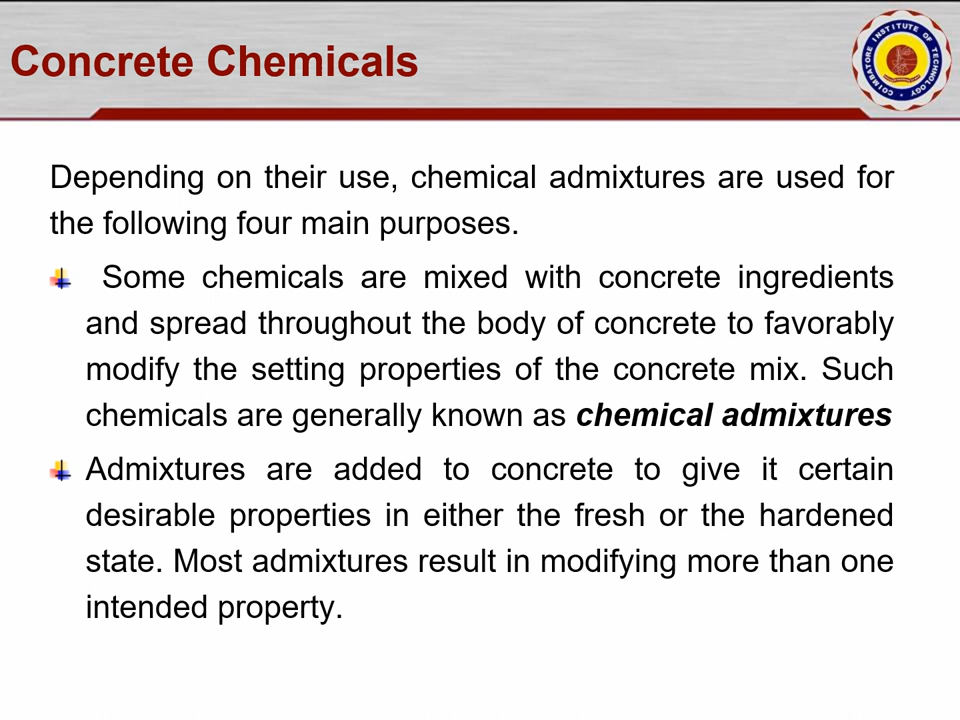 Concrete Chemicals
COIMBATORE INSTITUTE OF TECHNOLOGY
Depending on their use, chemical admixtures are used for
the following four main purposes.
Some chemicals are mixed with concrete ingredients
and spread throughout the body of concrete to favorably
modify the setting properties of the concrete mix. Such
chemicals are generally known as chemical admixtures
Admixtures are added to concrete to give it certain
desirable properties in either the fresh or the hardened
state. Most admixtures result in modifying more than one
intended property.